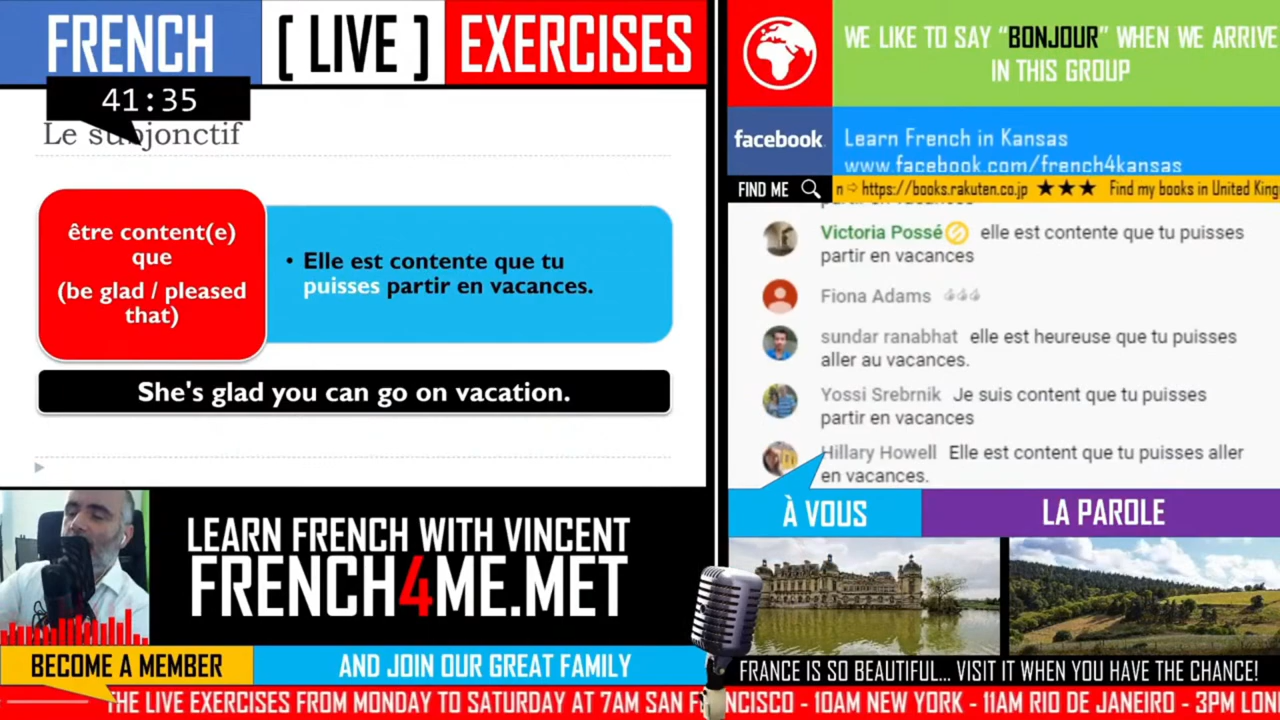 FRENCH
[ LIVE ]
EXERCISES
41:35
Le subjonctif
être content(e)
que
(be glad / pleased
that)
• Elle est contente que tu
puisses partir en vacances.
She's glad you can go on vacation.
LEARN FRENCH WITH VINCENT
FRENCH4ME.MET
BECOME A MEMBER
AND JOIN OUR GREAT FAMILY
WE LIKE TO SAY “BONJOUR” WHEN WE ARRIVE
IN THIS GROUP
facebook
Learn French in Kansas
www.facebook.com/french4kansas
FIND ME
n ⇨ https://books.rakuten.co.jp ★★★ Find my books in United King
partir en vacances
Victoria Possé elle est contente que tu puisses
partir en vacances
Fiona Adams
sundar ranabhat elle est heureuse que tu puisses
aller au vacances.
Yossi Srebrnik Je suis content que tu puisses
partir en vacances
Hillary Howell Elle est content que tu puisses aller
en vacances.
À VOUS
LA PAROLE
FRANCE IS SO BEAUTIFUL... VISIT IT WHEN YOU HAVE THE CHANCE!
THE LIVE EXERCISES FROM MONDAY TO SATURDAY AT 7AM SAN FRANCISCO - 10AM NEW YORK - 11AM RIO DE JANEIRO - 3PM LON